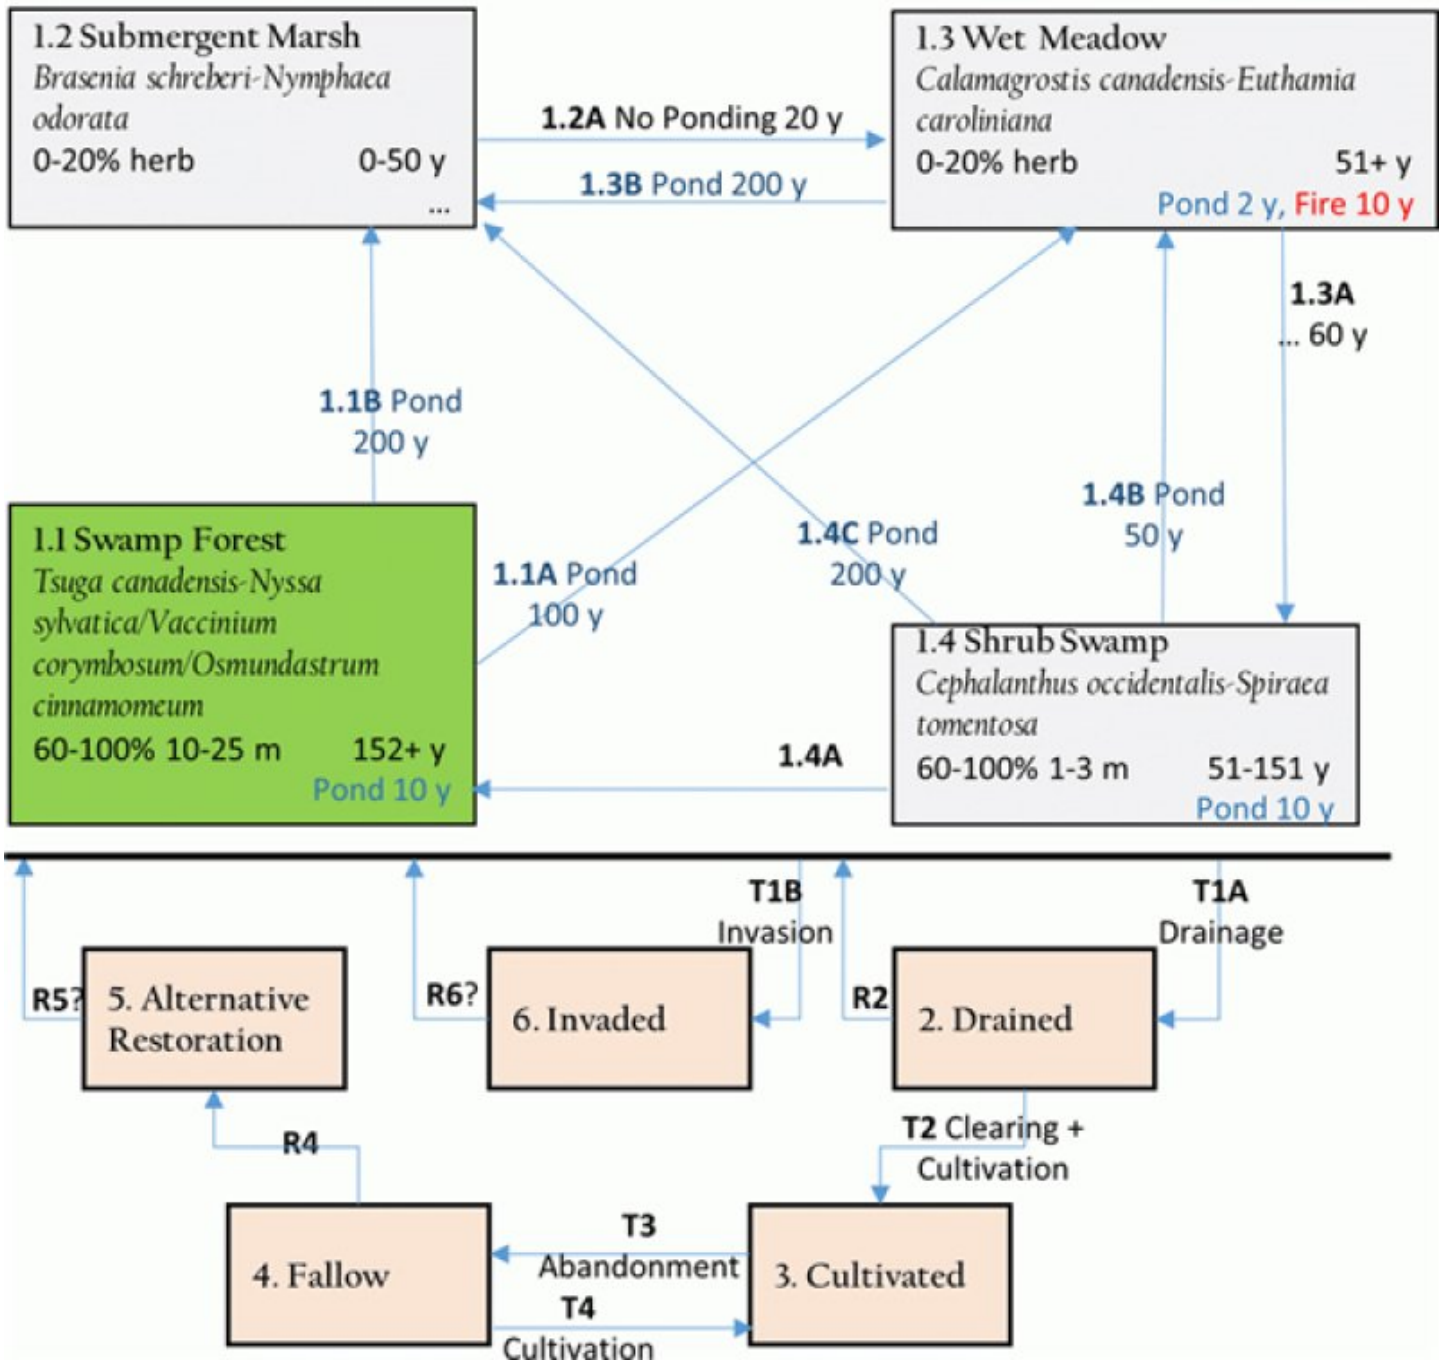 1.2 Submergent Marsh
Brasenia schreberi-Nymphaea
odorata
0-20% herb 0-50 y
...
1.2A No Ponding 20 y
1.3B Pond 200 y
1.3 Wet Meadow
Calamagrostis canadensis-Euthamia
caroliniana
0-20% herb 51+ y
Pond 2 y, Fire 10 y
1.3A
... 60 y
1.1B Pond
200 y
1.4B Pond
50 y
1.4C Pond
200 y
1.1A Pond
100 y
1.1 Swamp Forest
Tsuga canadensis-Nyssa
sylvatica/Vaccinium
corymbosum/Osmundastrum
cinnamomeum
60-100% 10-25 m 152+ y
Pond 10 y
1.4A
1.4 Shrub Swamp
Cephalanthus occidentalis-Spiraea
tomentosa
60-100% 1-3 m 51-151 y
Pond 10 y
T1B
Invasion
T1A
Drainage
R5?
5. Alternative
Restoration
R6?
6. Invaded
R2
2. Drained
R4
T2 Clearing +
Cultivation
4. Fallow
T3
Abandonment
T4
Cultivation
3. Cultivated